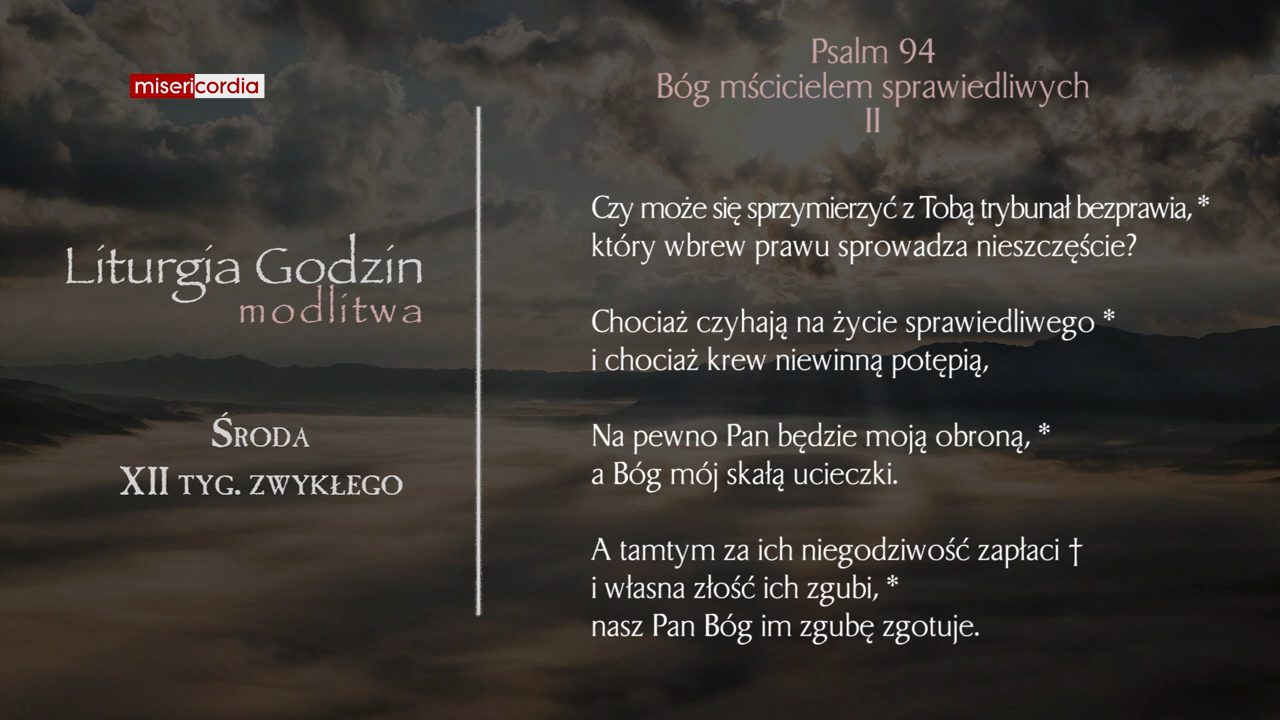 misericordia
Liturgia Godzin
modlitwa
Środa
XII tyg. zwykłego
Psalm 94
Bóg mścicielem sprawiedliwych
II
Czy może się sprzymierzyć z Tobą trybunał bezprawia, *
który wbrew prawu sprowadza nieszczęście?
Chociaż czyhają na życie sprawiedliwego *
i chociaż krew niewinną potępią,
Na pewno Pan będzie moją obroną, *
a Bóg mój skałą ucieczki.
A tamtym za ich niegodziwość zapłaci †
i własna złość ich zgubi, *
nasz Pan Bóg im zgubę zgotuje.